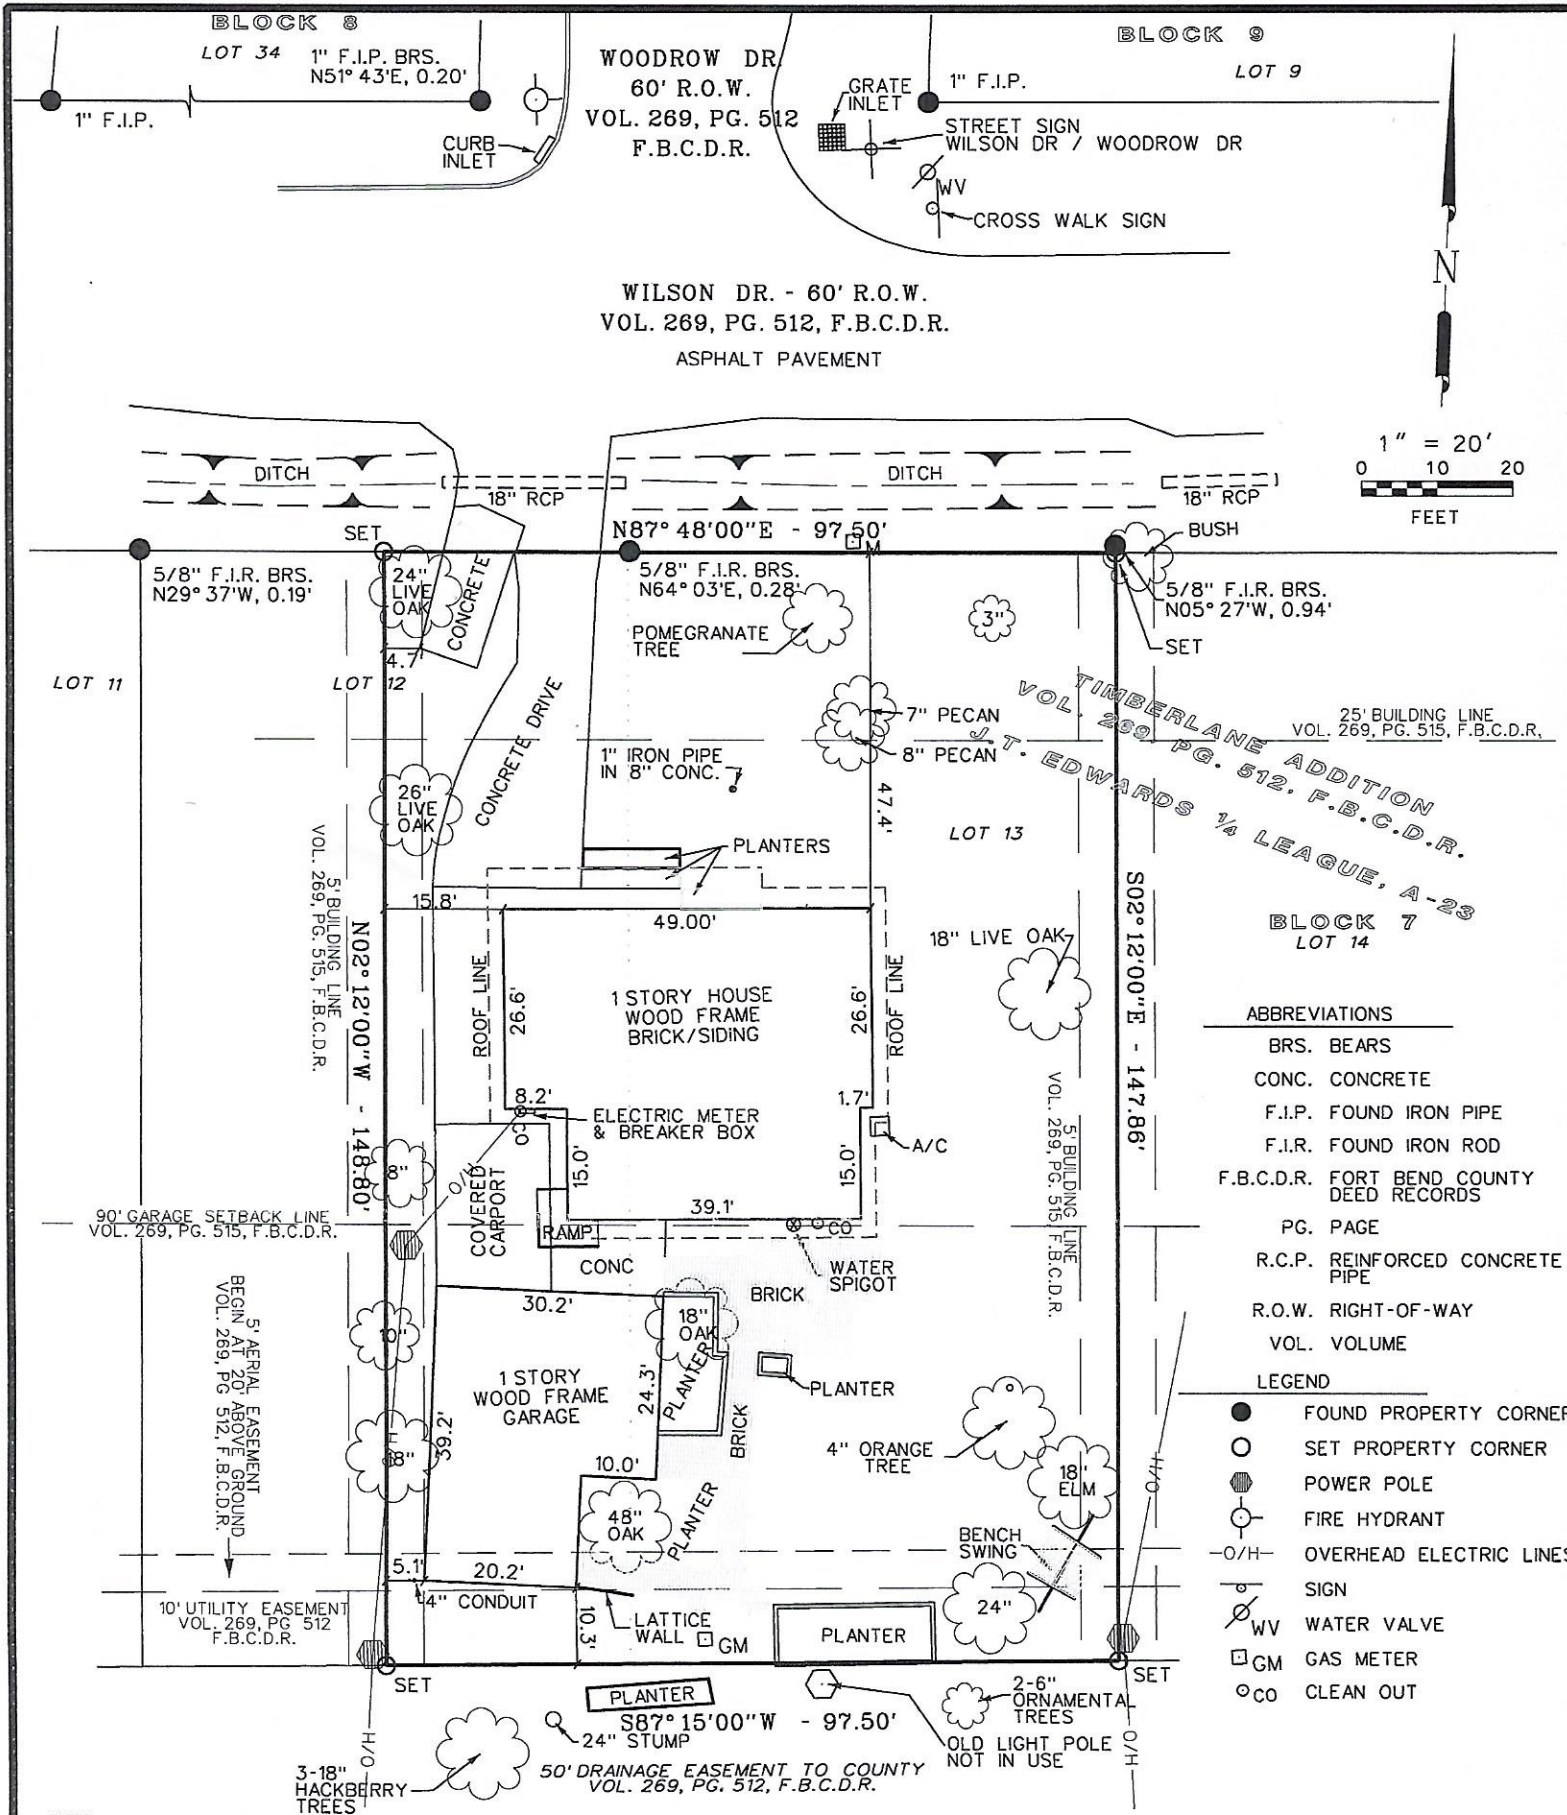 BLOCK 8
LOT 34
1" F.I.P. BRS.
N51° 43'E, 0.20'
1" F.I.P.
CURB
INLET
WOODROW DR.
60' R.O.W.
VOL. 269, PG. 512
F.B.C.D.R.
BLOCK 9
LOT 9
1" F.I.P.
GRATE
INLET
STREET SIGN
WILSON DR / WOODROW DR
WV
CROSS WALK SIGN
N
WILSON DR. - 60' R.O.W.
VOL. 269, PG. 512, F.B.C.D.R.
ASPHALT PAVEMENT
1" = 20'
0 10 20
FEET
DITCH
18" RCP
DITCH
18" RCP
SET
N87° 48'00"E - 97.50'
M
BUSH
5/8" F.I.R. BRS.
N29° 37'W, 0.19'
24"
LIVE
OAK
CONCRETE
5/8" F.I.R. BRS.
N64° 03'E, 0.28'
5/8" F.I.R. BRS.
N05° 27'W, 0.94'
SET
POMEGRANATE
TREE
3"
4.7'
LOT 11
LOT 12
CONCRETE DRIVE
7" PECAN
8" PECAN
1" IRON PIPE
IN 8" CONC.
TIMBERLANE ADDITION
VOL. 269, PG. 512, F.B.C.D.R.
J. T. EDWARDS 1/4 LEAGUE, A-23
25' BUILDING LINE
VOL. 269, PG. 515, F.B.C.D.R.
26"
LIVE
OAK
47.4'
LOT 13
PLANTERS
5' BUILDING LINE
VOL. 269, PG. 515, F.B.C.D.R.
N02° 12'00"W - 148.80'
15.8'
49.00'
18" LIVE OAK
S02° 12'00"E - 147.86'
BLOCK 7
LOT 14
ROOF LINE
26.6'
1 STORY HOUSE
WOOD FRAME
BRICK/SIDING
26.6'
ROOF LINE
8.2'
CO
ELECTRIC METER
& BREAKER BOX
1.7'
A/C
15.0'
15.0'
O/H
8"
COVERED
CARPORT
39.1'
RAMP
CO
5' BUILDING LINE
VOL. 269, PG. 515, F.B.C.D.R.
90' GARAGE SETBACK LINE
VOL. 269, PG. 515, F.B.C.D.R.
CONC
WATER
SPIGOT
BRICK
30.2'
18"
OAK
10"
5' AERIAL EASEMENT
BEGIN AT 20' ABOVE GROUND
VOL. 269, PG 512, F.B.C.D.R.
1 STORY
WOOD FRAME
GARAGE
24.3'
PLANTER
PLANTER
BRICK
39.2'
18"
4" ORANGE
TREE
18"
ELM
O/H
10.0'
48"
OAK
PLANTER
BENCH
SWING
5.1'
20.2'
4" CONDUIT
10' UTILITY EASEMENT
VOL. 269, PG 512
F.B.C.D.R.
10.3'
LATTICE
WALL
GM
PLANTER
24"
SET
SET
PLANTER
S87° 15'00"W - 97.50'
24" STUMP
2-6"
ORNAMENTAL
TREES
OLD LIGHT POLE
NOT IN USE
O/H
O/H
3-18"
HACKBERRY
TREES
50' DRAINAGE EASEMENT TO COUNTY
VOL. 269, PG. 512, F.B.C.D.R.
ABBREVIATIONS
BRS. BEARS
CONC. CONCRETE
F.I.P. FOUND IRON PIPE
F.I.R. FOUND IRON ROD
F.B.C.D.R. FORT BEND COUNTY
DEED RECORDS
PG. PAGE
R.C.P. REINFORCED CONCRETE
PIPE
R.O.W. RIGHT-OF-WAY
VOL. VOLUME
LEGEND
FOUND PROPERTY CORNER
SET PROPERTY CORNER
POWER POLE
FIRE HYDRANT
-O/H- OVERHEAD ELECTRIC LINES
SIGN
WV WATER VALVE
GM GAS METER
CO CLEAN OUT